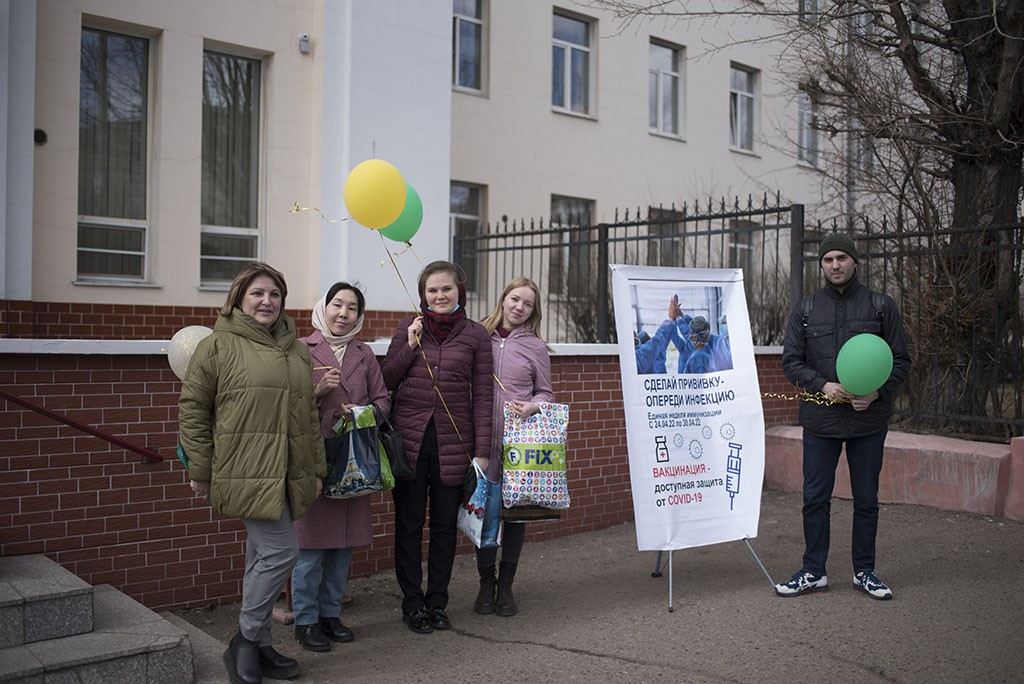 СДЕЛАЙ ПРИВИВКУ-
ОПЕРЕДИ ИНФЕКЦИЮ
Единая неделя иммунизации
С 24.04.22 по 30.04.22
ВАКЦИНАЦИЯ -
доступная защита
от COVID-19
F FiX